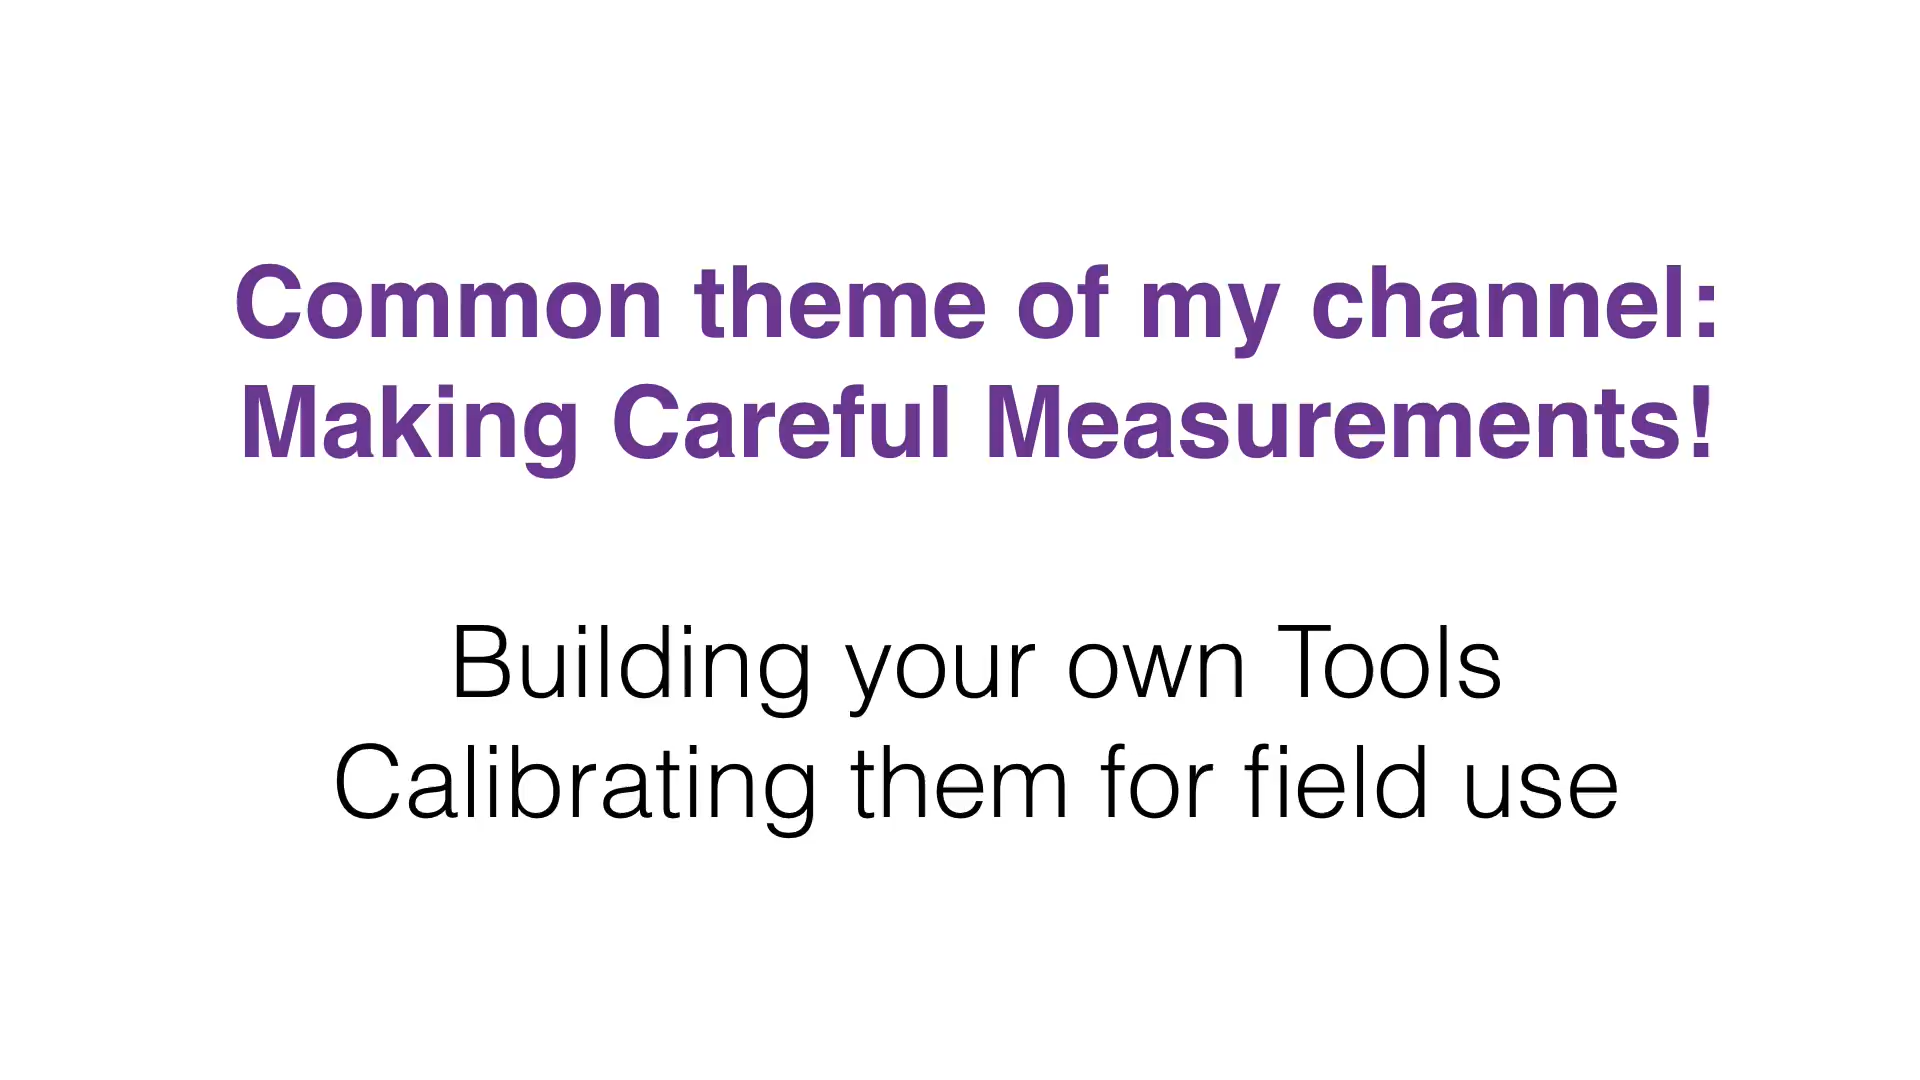 Common theme of my channel:
Making Careful Measurements!
Building your own Tools
Calibrating them for field use